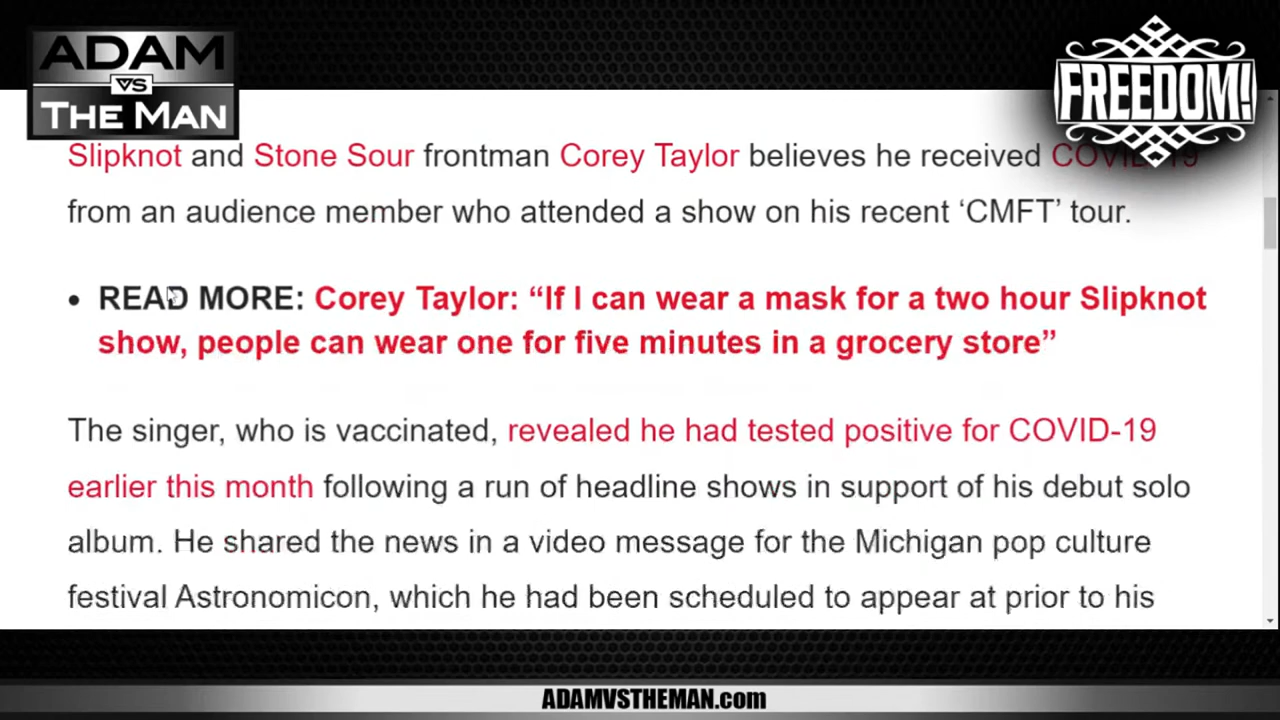 ADAM
VS
THE MAN
FREEDOM!
Slipknot and Stone Sour frontman Corey Taylor believes he received COVID-19
from an audience member who attended a show on his recent ‘CMFT’ tour.
• READ MORE: Corey Taylor: “If I can wear a mask for a two hour Slipknot
show, people can wear one for five minutes in a grocery store”
The singer, who is vaccinated, revealed he had tested positive for COVID-19
earlier this month following a run of headline shows in support of his debut solo
album. He shared the news in a video message for the Michigan pop culture
festival Astronomicon, which he had been scheduled to appear at prior to his
ADAMVSTHEMAN.com